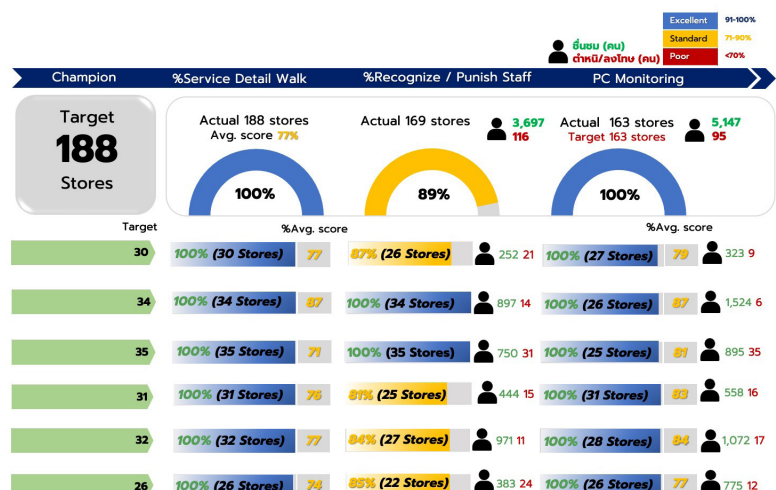 Excellent 91-100%
ชื่นชม (คน) Standard 71-90%
ตำหนิ/ลงโทษ (คน) Poor <70%
Champion %Service Detail Walk %Recognize / Punish Staff PC Monitoring
Target
188
Stores
Actual 188 stores
Avg. score 77%
100%
Actual 169 stores
3,697
116
89%
Actual 163 stores
Target 163 stores
5,147
95
100%
Target %Avg. score %Avg. score
30 100% (30 Stores) 77 87% (26 Stores) 252 21 100% (27 Stores) 79 323 9
34 100% (34 Stores) 87 100% (34 Stores) 897 14 100% (26 Stores) 87 1,524 6
35 100% (35 Stores) 71 100% (35 Stores) 750 31 100% (25 Stores) 81 895 35
31 100% (31 Stores) 76 81% (25 Stores) 444 15 100% (31 Stores) 83 558 16
32 100% (32 Stores) 77 84% (27 Stores) 971 11 100% (28 Stores) 84 1,072 17
26 100% (26 Stores) 74 85% (22 Stores) 383 24 100% (26 Stores) 77 775 12